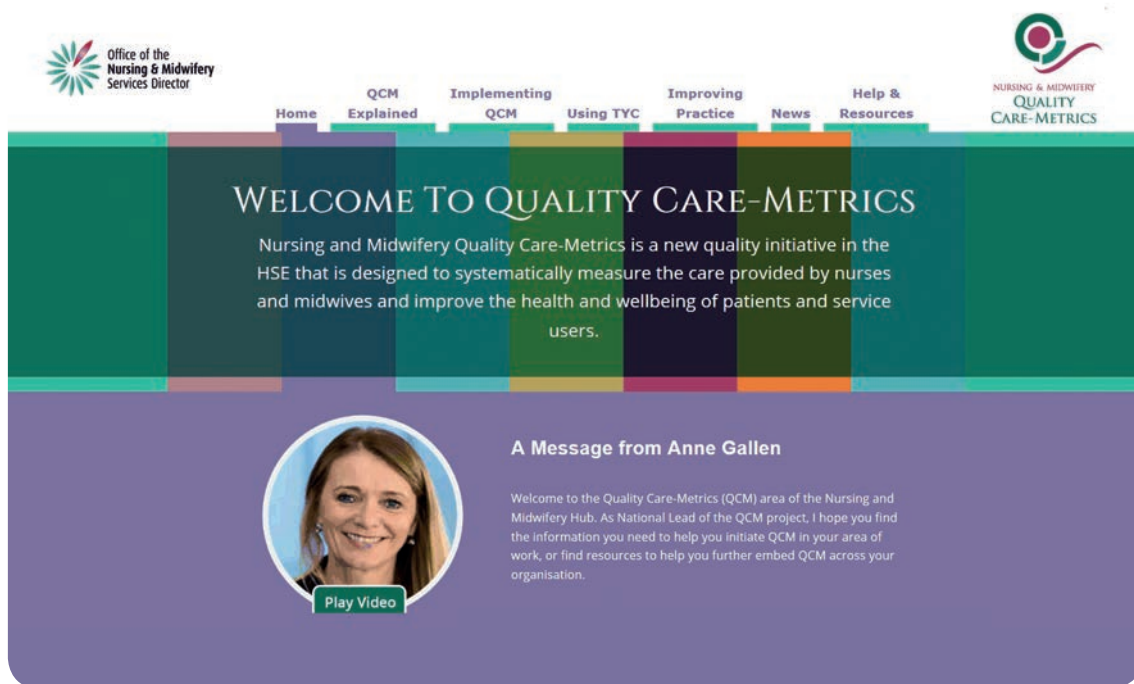 Office of the
Nursing & Midwifery
Services Director
NURSING & MIDWIFERY
QUALITY
CARE-METRICS
Home
QCM
Explained
Implementing
QCM
Using TYC
Improving
Practice
News
Help &
Resources
WELCOME TO QUALITY CARE-METRICS
Nursing and Midwifery Quality Care-Metrics is a new quality initiative in the
HSE that is designed to systematically measure the care provided by nurses
and midwives and improve the health and wellbeing of patients and service
users.
A Message from Anne Gallen
Welcome to the Quality Care-Metrics (QCM) area of the Nursing and
Midwifery Hub. As National Lead of the QCM project, I hope you find
the information you need to help you initiate QCM in your area of
work, or find resources to help you further embed QCM across your
organisation.
Play Video